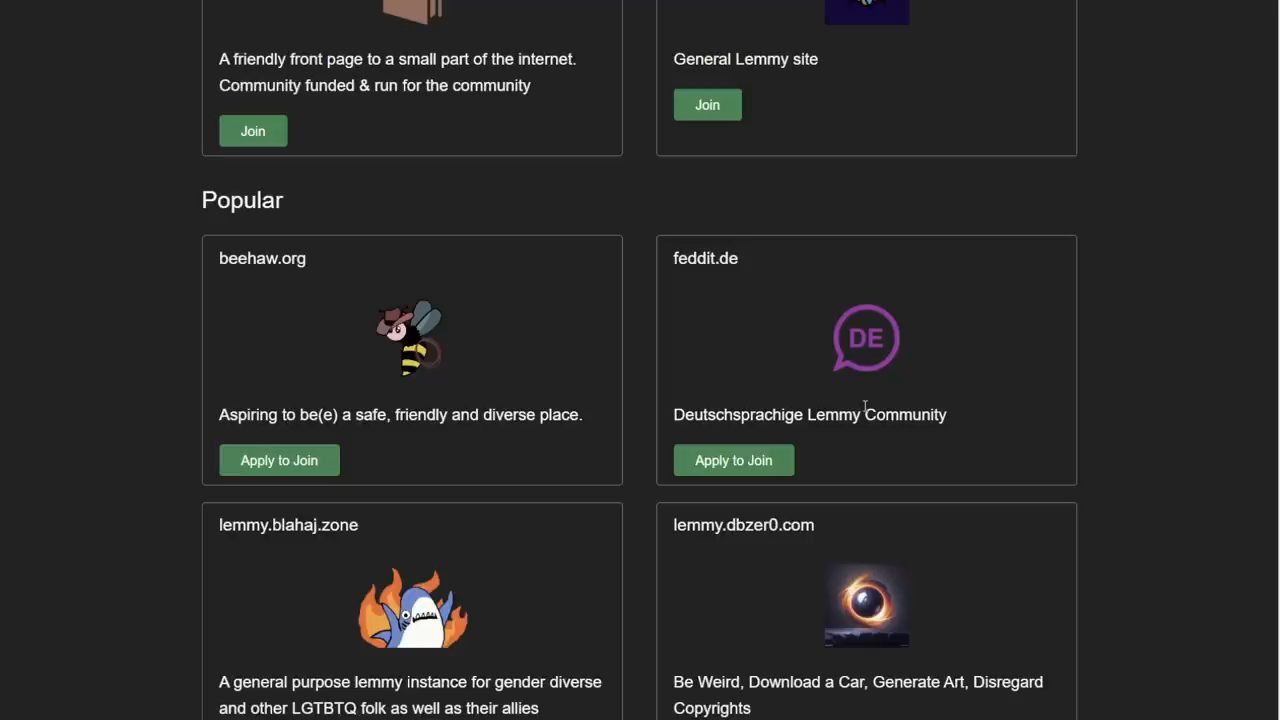 A friendly front page to a small part of the internet.
Community funded & run for the community
Join
General Lemmy site
Join
Popular
beehaw.org
Aspiring to be(e) a safe, friendly and diverse place.
Apply to Join
feddit.de
DE
Deutschsprachige Lemmy Community
Apply to Join
lemmy.blahaj.zone
A general purpose lemmy instance for gender diverse
and other LGTBTQ folk as well as their allies
lemmy.dbzer0.com
Be Weird, Download a Car, Generate Art, Disregard
Copyrights